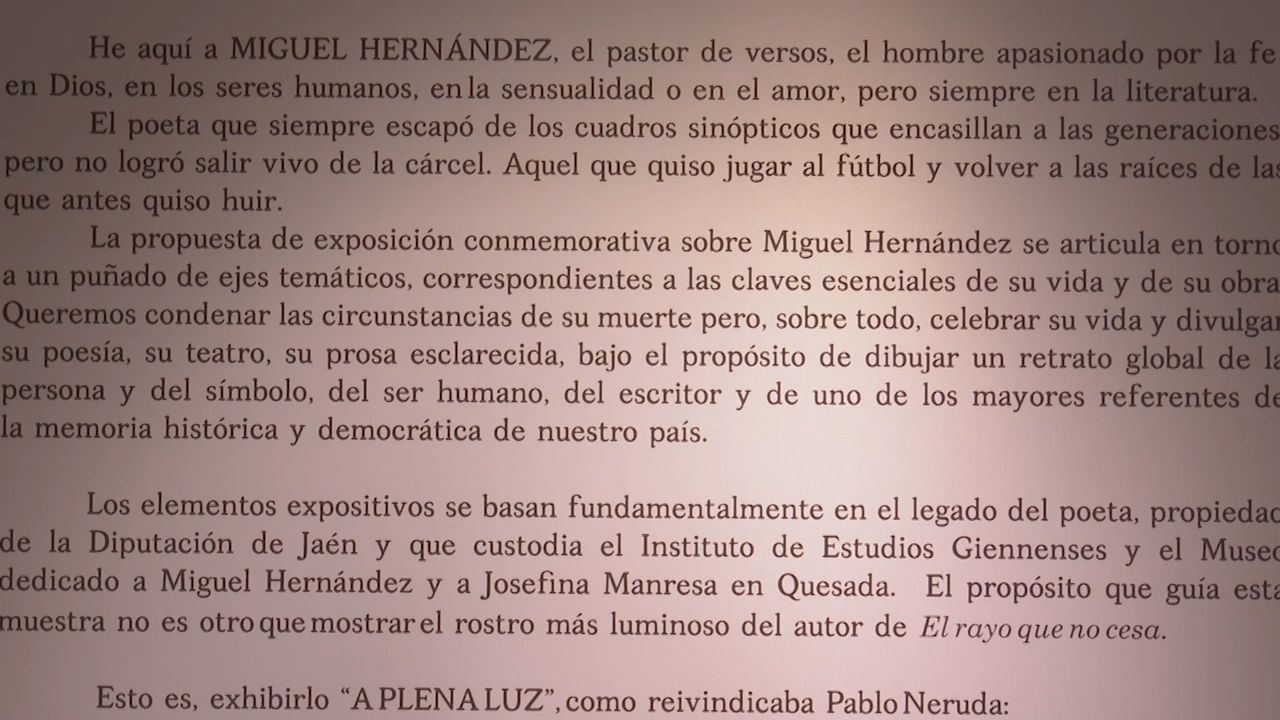 He aquí a MIGUEL HERNÁNDEZ, el pastor de versos, el hombre apasionado por la fe
en Dios, en los seres humanos, en la sensualidad o en el amor, pero siempre en la literatura.
El poeta que siempre escapó de los cuadros sinópticos que encasillan a las generaciones
pero no logró salir vivo de la cárcel. Aquel que quiso jugar al fútbol y volver a las raíces de las
que antes quiso huir.
La propuesta de exposición conmemorativa sobre Miguel Hernández se articula en torno
a un puñado de ejes temáticos, correspondientes a las claves esenciales de su vida y de su obra
Queremos condenar las circunstancias de su muerte pero, sobre todo, celebrar su vida y divulgar
su poesía, su teatro, su prosa esclarecida, bajo el propósito de dibujar un retrato global de la
persona y del símbolo, del ser humano, del escritor y de uno de los mayores referentes de
la memoria histórica y democrática de nuestro país.
Los elementos expositivos se basan fundamentalmente en el legado del poeta, propiedad
de la Diputación de Jaén y que custodia el Instituto de Estudios Giennenses y el Museo
dedicado a Miguel Hernández y a Josefina Manresa en Quesada. El propósito que guía esta
muestra no es otro que mostrar el rostro más luminoso del autor de El rayo que no cesa.
Esto es, exhibirlo “A PLENA LUZ”, como reivindicaba Pablo Neruda: